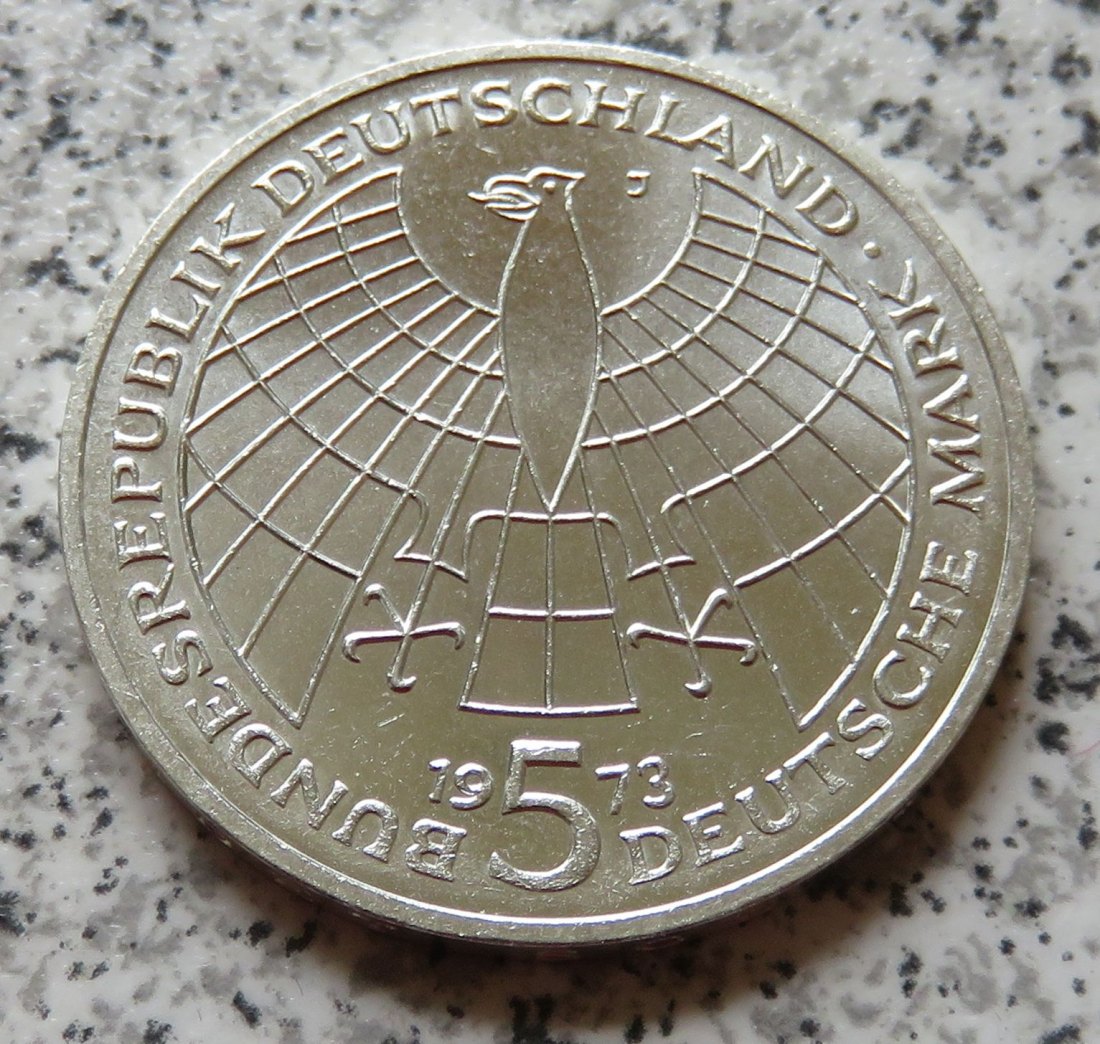 BUNDESREPUBLIK DEUTSCHLAND · DEUTSCHE MARK
J
19 5 73